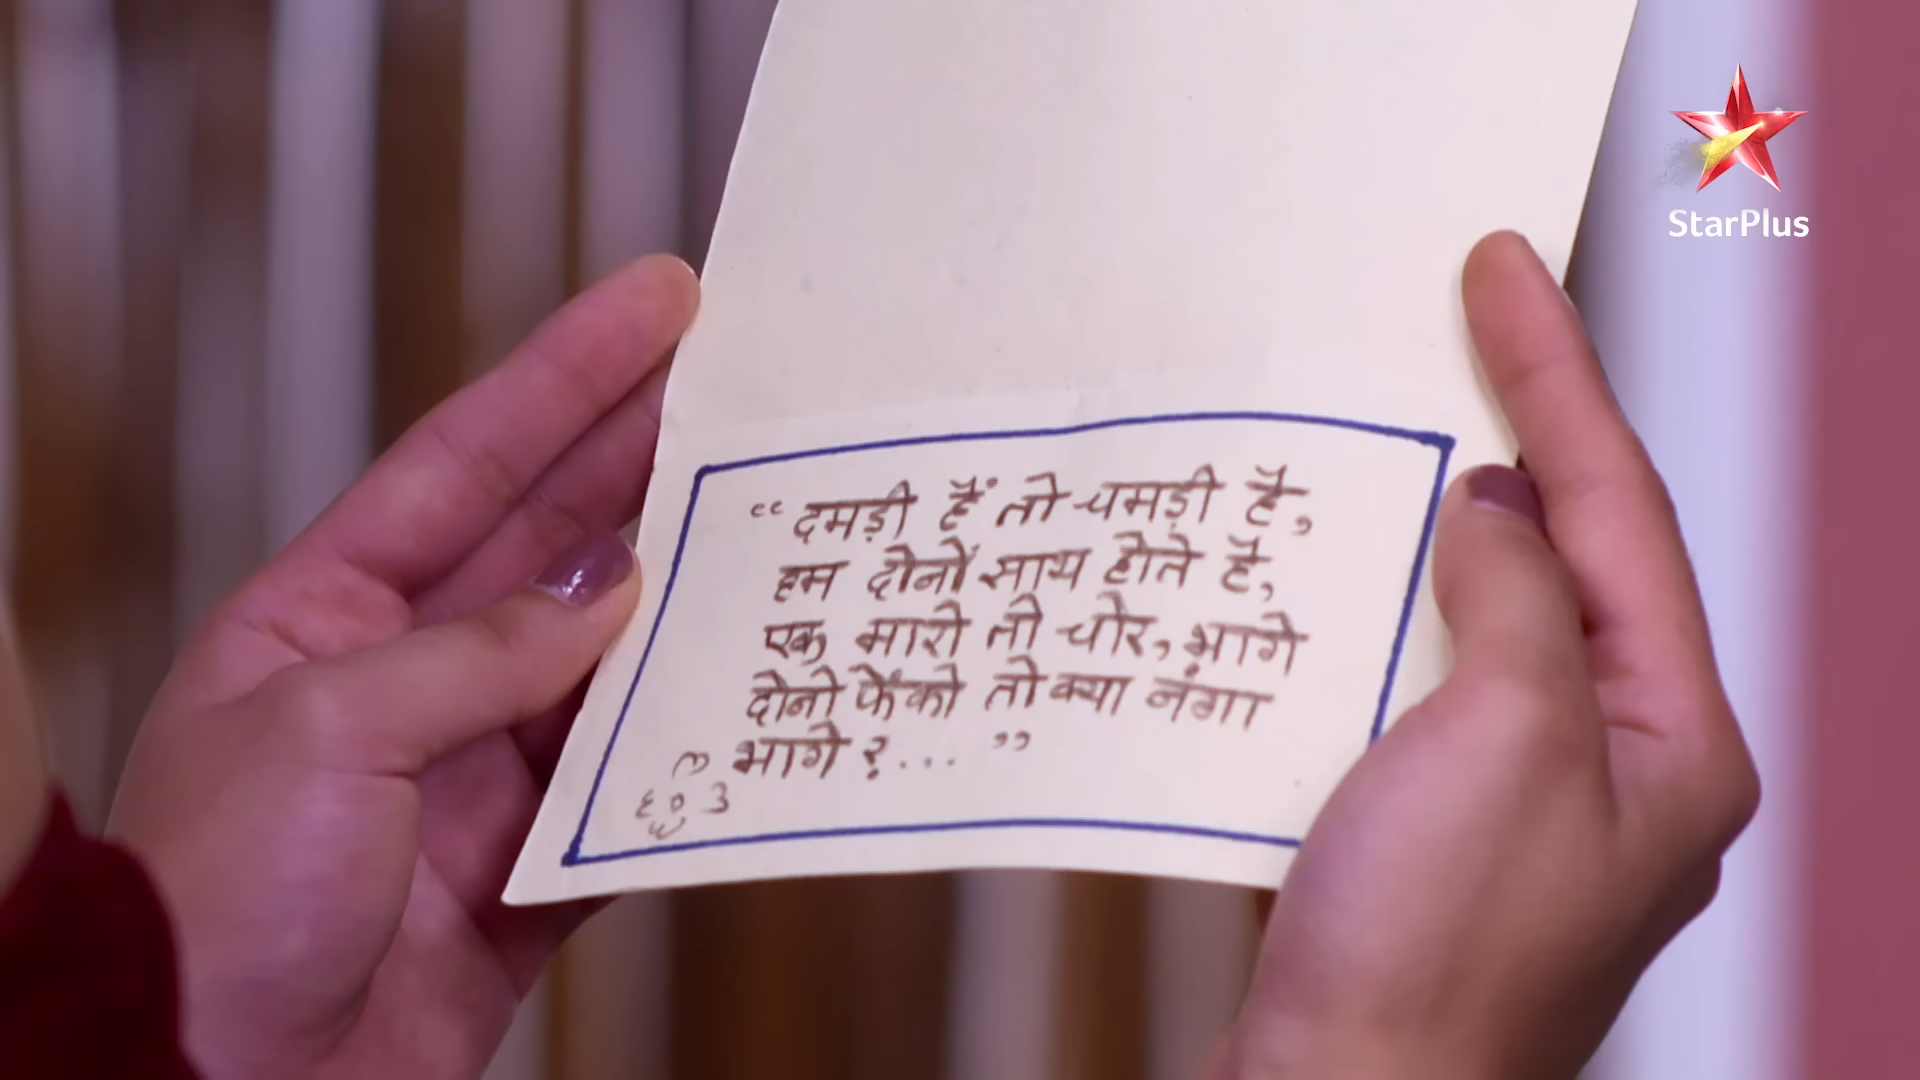 StarPlus
“दमड़ी हैं तो चमड़ी है,
हम दोनों साथ होते है,
एक मारो तो चोर, भागे
दोनो फेंको तो क्या नंगा
भागे ?... ”